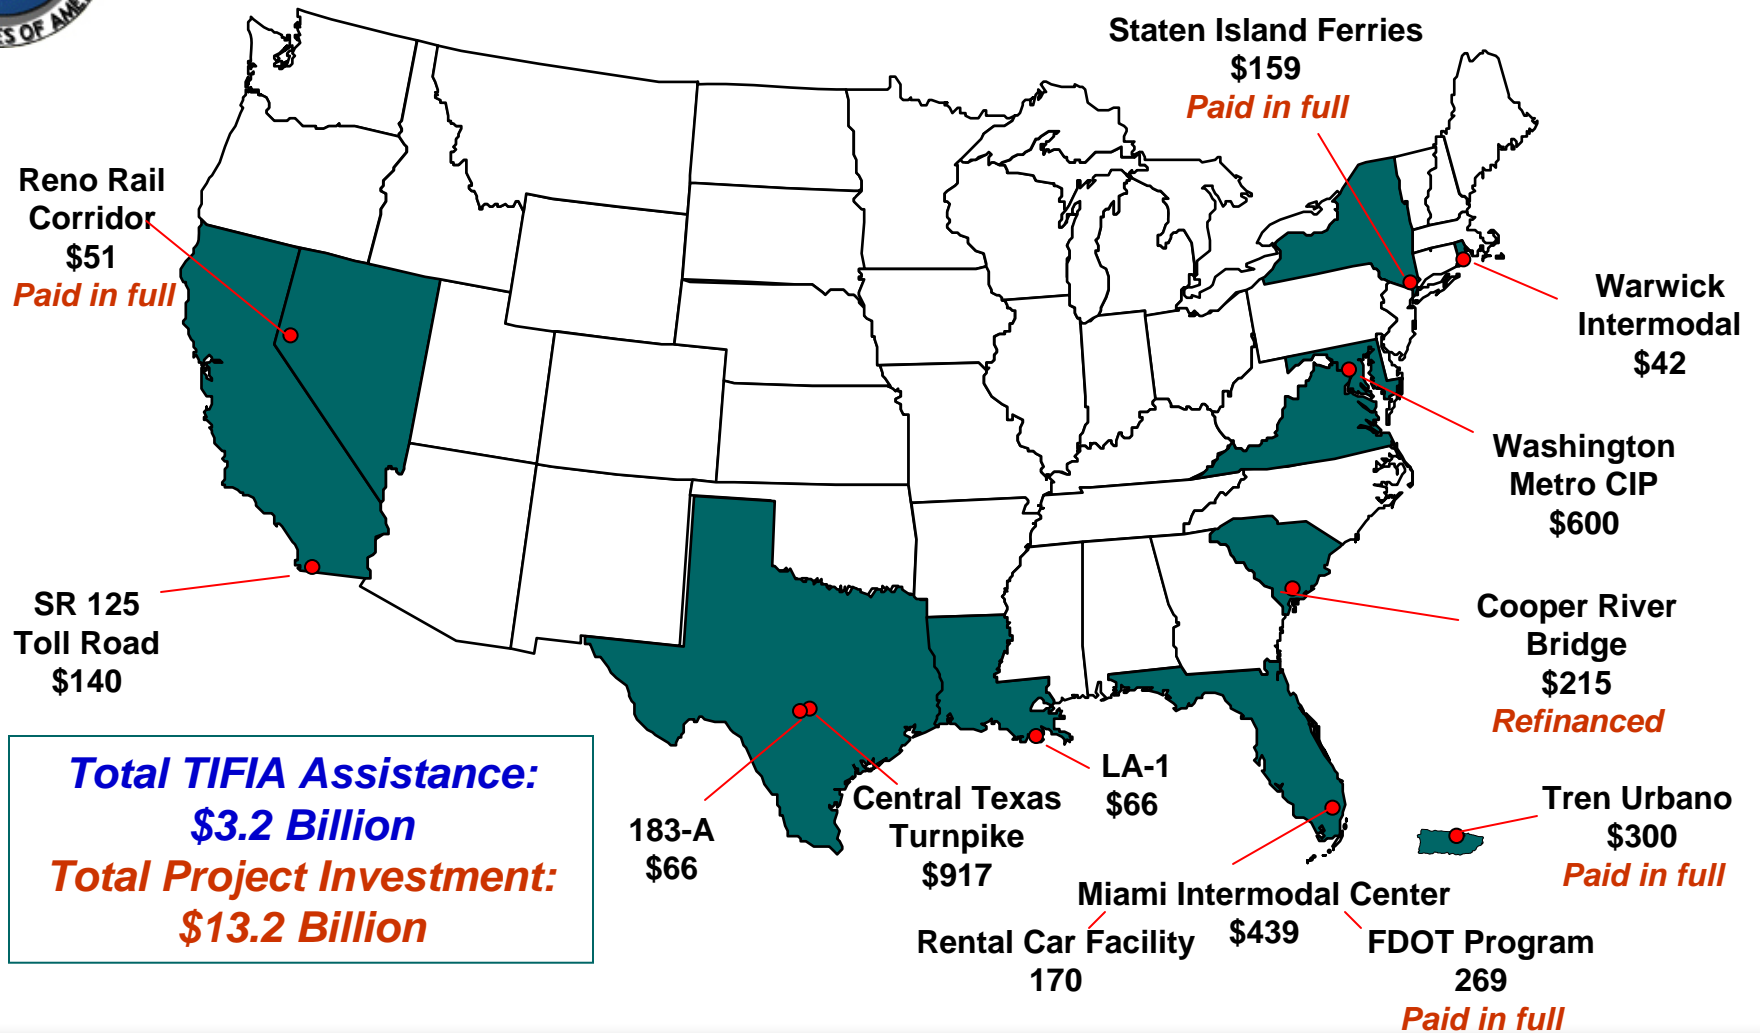 ES OF AME
Staten Island Ferries
$159
Paid in full
Reno Rail
Corridor
$51
Paid in full
Warwick
Intermodal
$42
Washington
Metro CIP
$600
SR 125
Toll Road
$140
Cooper River
Bridge
$215
Refinanced
Total TIFIA Assistance:
$3.2 Billion
Total Project Investment:
$13.2 Billion
183-A
$66
Central Texas
Turnpike
$917
LA-1
$66
Tren Urbano
$300
Paid in full
Miami Intermodal Center
$439
Rental Car Facility
170
FDOT Program
269
Paid in full